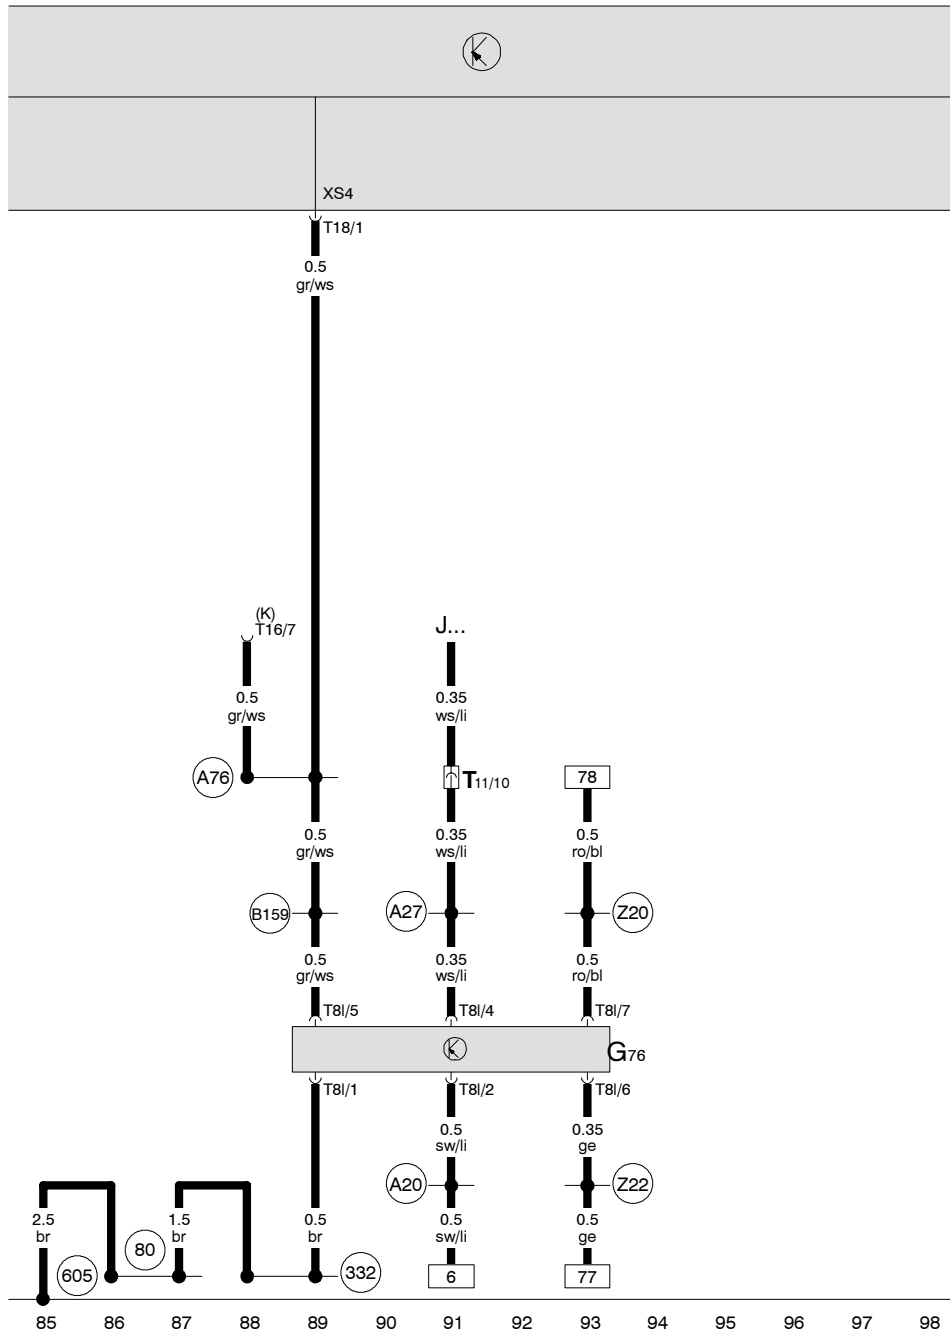 XS4
T18/1
0.5
gr/ws
(K)
T16/7
J...
0.5
gr/ws
0.35
ws/li
A76
T11/10
78
0.5
gr/ws
0.35
ws/li
0.5
ro/bl
B159
A27
Z20
0.5
gr/ws
0.35
ws/li
0.5
ro/bl
T8l/5
T8l/4
T8l/7
G76
T8l/1
T8l/2
T8l/6
0.5
sw/li
0.35
ge
A20
Z22
2.5
br
1.5
br
0.5
br
0.5
sw/li
0.5
ge
80
605
332
6
77
85 86 87 88 89 90 91 92 93 94 95 96 97 98